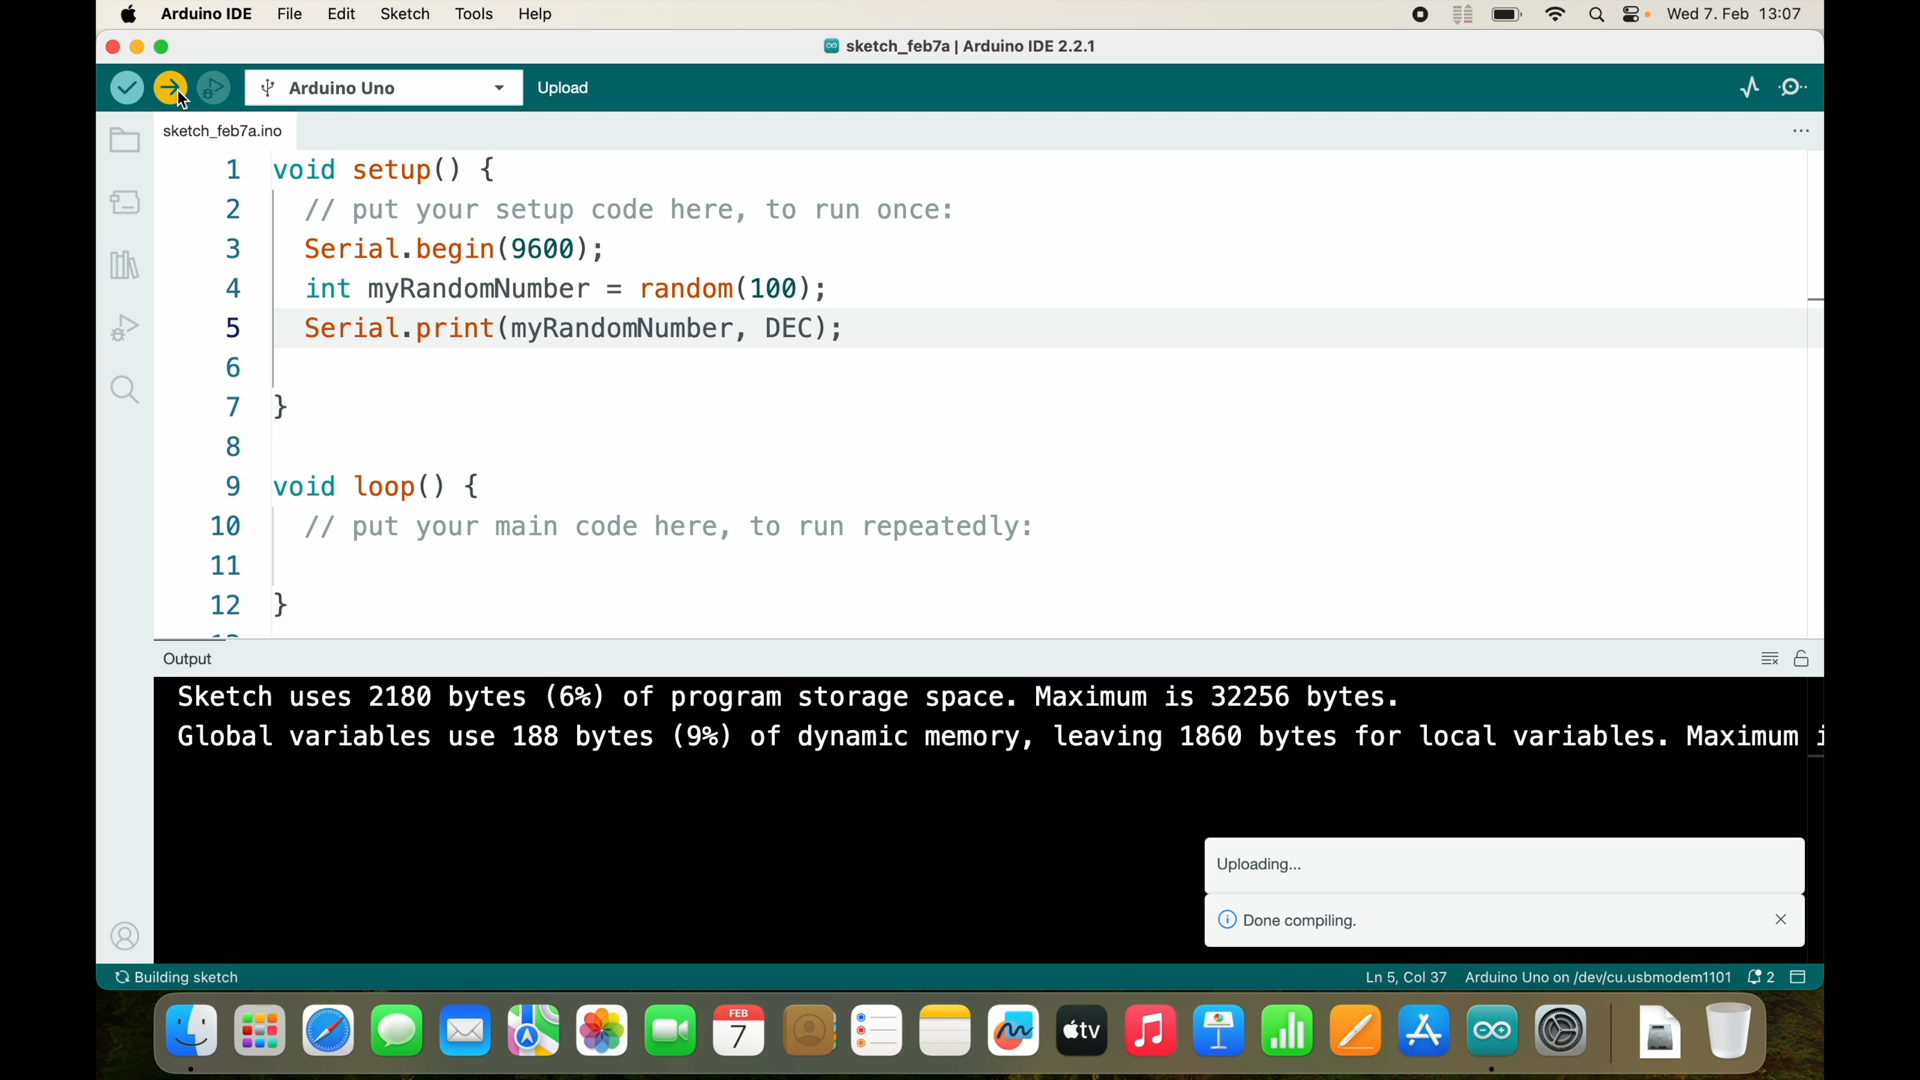 Arduino IDE File Edit Sketch Tools Help Wed 7. Feb 13:07
sketch_feb7a | Arduino IDE 2.2.1
Arduino Uno Upload
sketch_feb7a.ino
1 void setup() {
2 // put your setup code here, to run once:
3 Serial.begin(9600);
4 int myRandomNumber = random(100);
5 Serial.print(myRandomNumber, DEC);
6
7 }
8
9 void loop() {
10 // put your main code here, to run repeatedly:
11
12 }
Output
Sketch uses 2180 bytes (6%) of program storage space. Maximum is 32256 bytes.
Global variables use 188 bytes (9%) of dynamic memory, leaving 1860 bytes for local variables. Maximum
Uploading...
Done compiling.
Building sketch Ln 5, Col 37 Arduino Uno on /dev/cu.usbmodem1101 2
FEB
7
tv